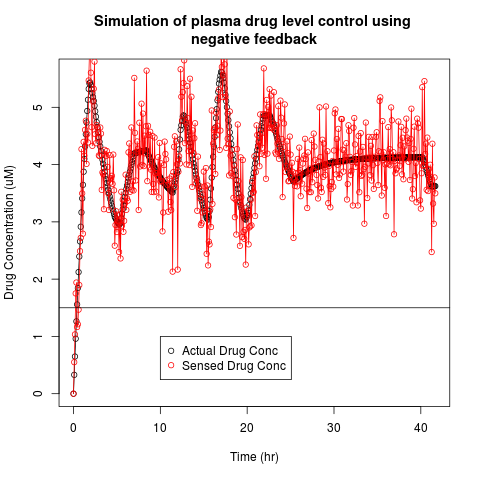 Simulation of plasma drug level control using
negative feedback
Drug Concentration (uM)
5
4
3
2
1
0
Actual Drug Conc
Sensed Drug Conc
0 10 20 30 40
Time (hr)